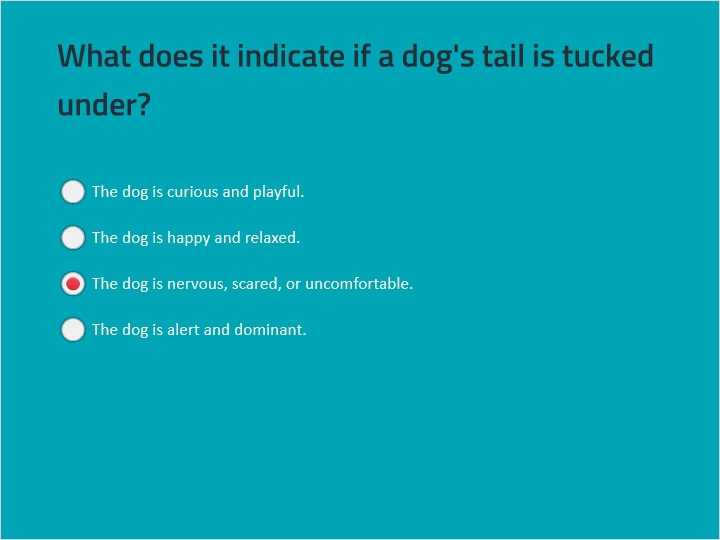 What does it indicate if a dog's tail is tucked
under?
The dog is curious and playful.
The dog is happy and relaxed.
The dog is nervous, scared, or uncomfortable.
The dog is alert and dominant.